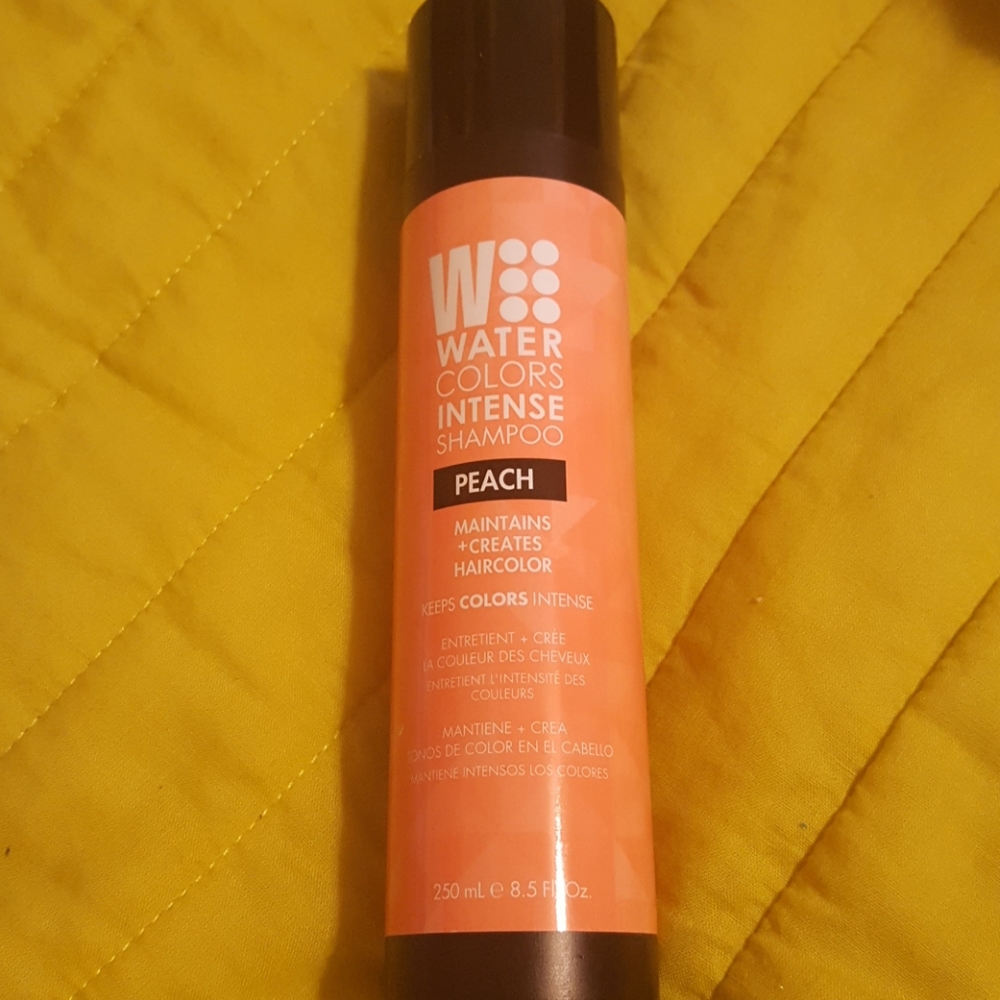 W
WATER
COLORS
INTENSE
SHAMPOO
PEACH
MAINTAINS
+CREATES
HAIRCOLOR
KEEPS COLORS INTENSE
ENTRETIENT + CRÉE
LA COULEUR DES CHEVEUX
ENTRETIENT L'INTENSITÉ DES
COULEURS
MANTIENE + CREA
TONOS DE COLOR EN EL CABELLO
MANTIENE INTENSOS LOS COLORES
250 mL ℮ 8.5 Fl Oz.